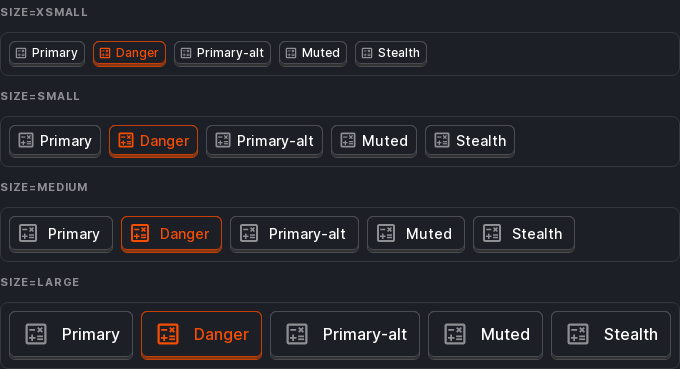 SIZE=XSMALL
Primary Danger Primary-alt Muted Stealth
SIZE=SMALL
Primary Danger Primary-alt Muted Stealth
SIZE=MEDIUM
Primary Danger Primary-alt Muted Stealth
SIZE=LARGE
Primary Danger Primary-alt Muted Stealth